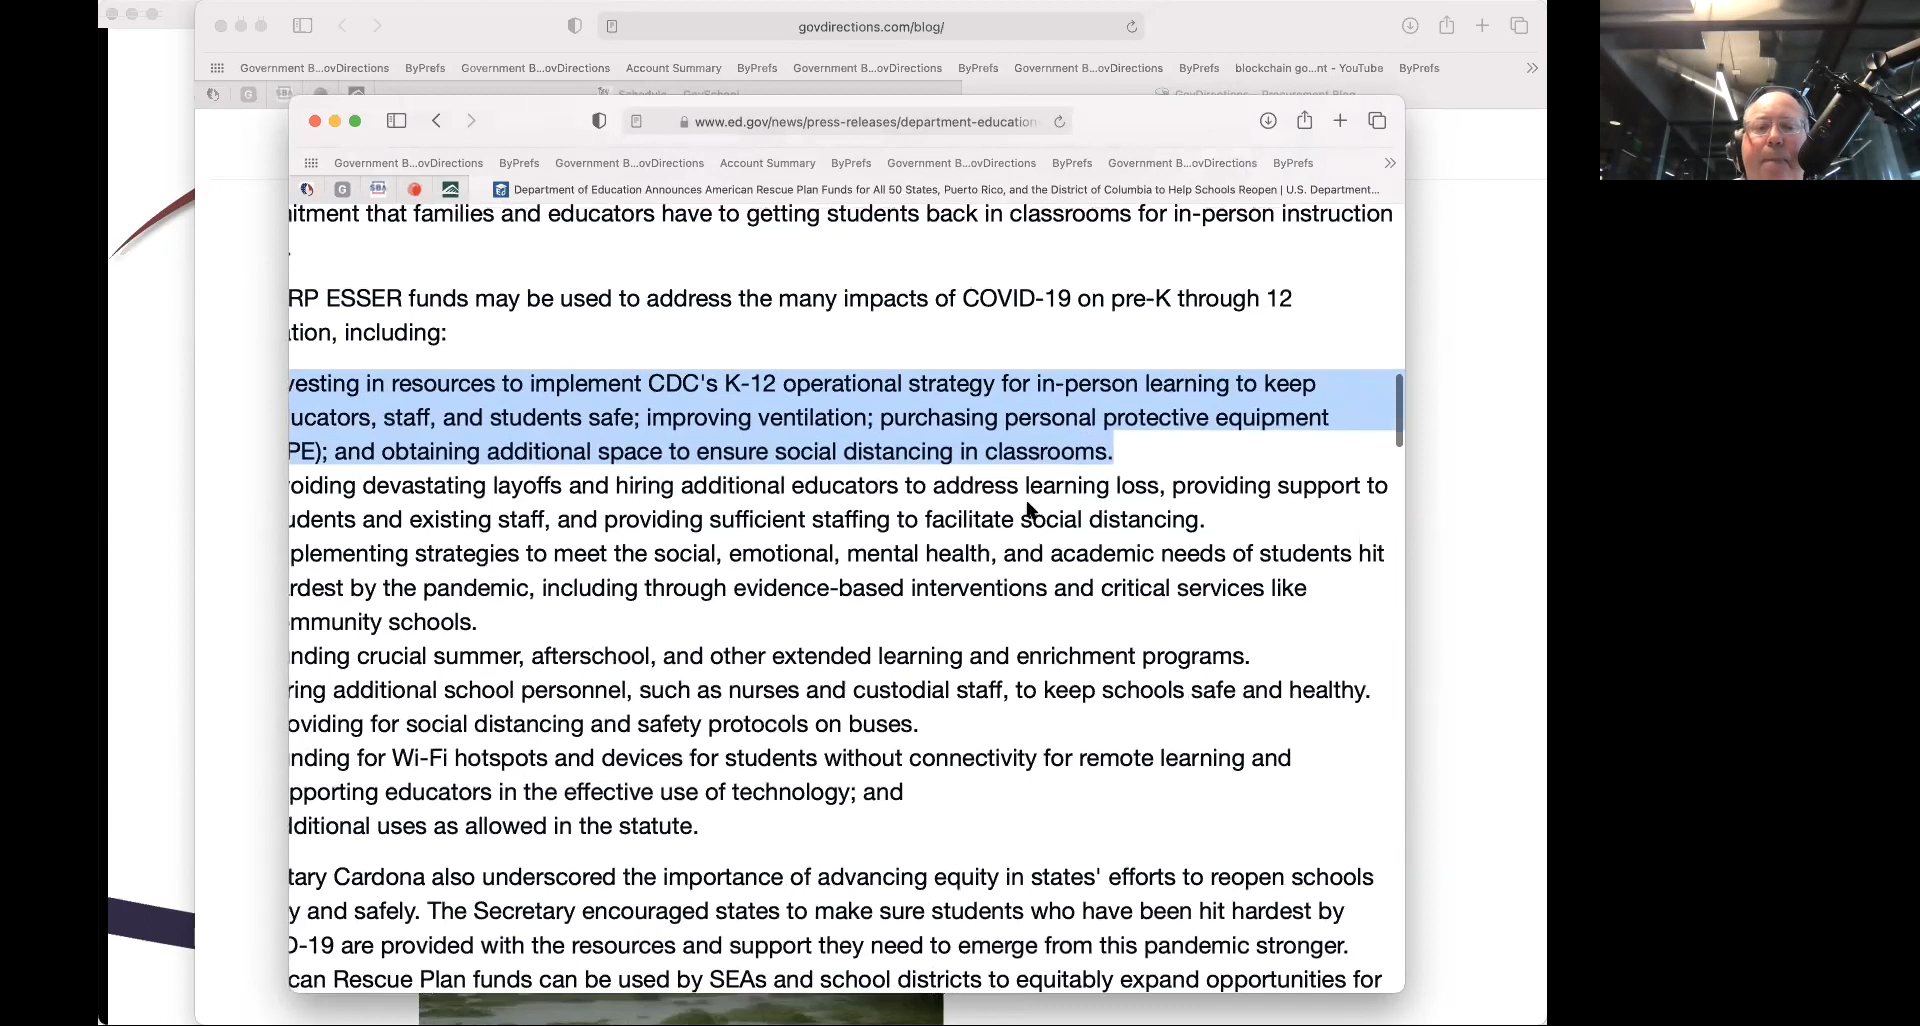 govdirections.com/blog/
Government B...ovDirections ByPrefs Government B...ovDirections Account Summary ByPrefs Government B...ovDirections ByPrefs Government B...ovDirections ByPrefs blockchain go...nt - YouTube ByPrefs
G SBA Schedule GovSchool GovDirections Procurement Blog
www.ed.gov/news/press-releases/department-education
Government B...ovDirections ByPrefs Government B...ovDirections Account Summary ByPrefs Government B...ovDirections ByPrefs Government B...ovDirections ByPrefs
G SBA Department of Education Announces American Rescue Plan Funds for All 50 States, Puerto Rico, and the District of Columbia to Help Schools Reopen | U.S. Department...
itment that families and educators have to getting students back in classrooms for in-person instruction
.
RP ESSER funds may be used to address the many impacts of COVID-19 on pre-K through 12
tion, including:
vesting in resources to implement CDC's K-12 operational strategy for in-person learning to keep
ucators, staff, and students safe; improving ventilation; purchasing personal protective equipment
PE); and obtaining additional space to ensure social distancing in classrooms.
oiding devastating layoffs and hiring additional educators to address learning loss, providing support to
udents and existing staff, and providing sufficient staffing to facilitate social distancing.
plementing strategies to meet the social, emotional, mental health, and academic needs of students hit
rdest by the pandemic, including through evidence-based interventions and critical services like
mmunity schools.
nding crucial summer, afterschool, and other extended learning and enrichment programs.
ring additional school personnel, such as nurses and custodial staff, to keep schools safe and healthy.
oviding for social distancing and safety protocols on buses.
nding for Wi-Fi hotspots and devices for students without connectivity for remote learning and
pporting educators in the effective use of technology; and
dditional uses as allowed in the statute.
tary Cardona also underscored the importance of advancing equity in states' efforts to reopen schools
y and safely. The Secretary encouraged states to make sure students who have been hit hardest by
D-19 are provided with the resources and support they need to emerge from this pandemic stronger.
can Rescue Plan funds can be used by SEAs and school districts to equitably expand opportunities for